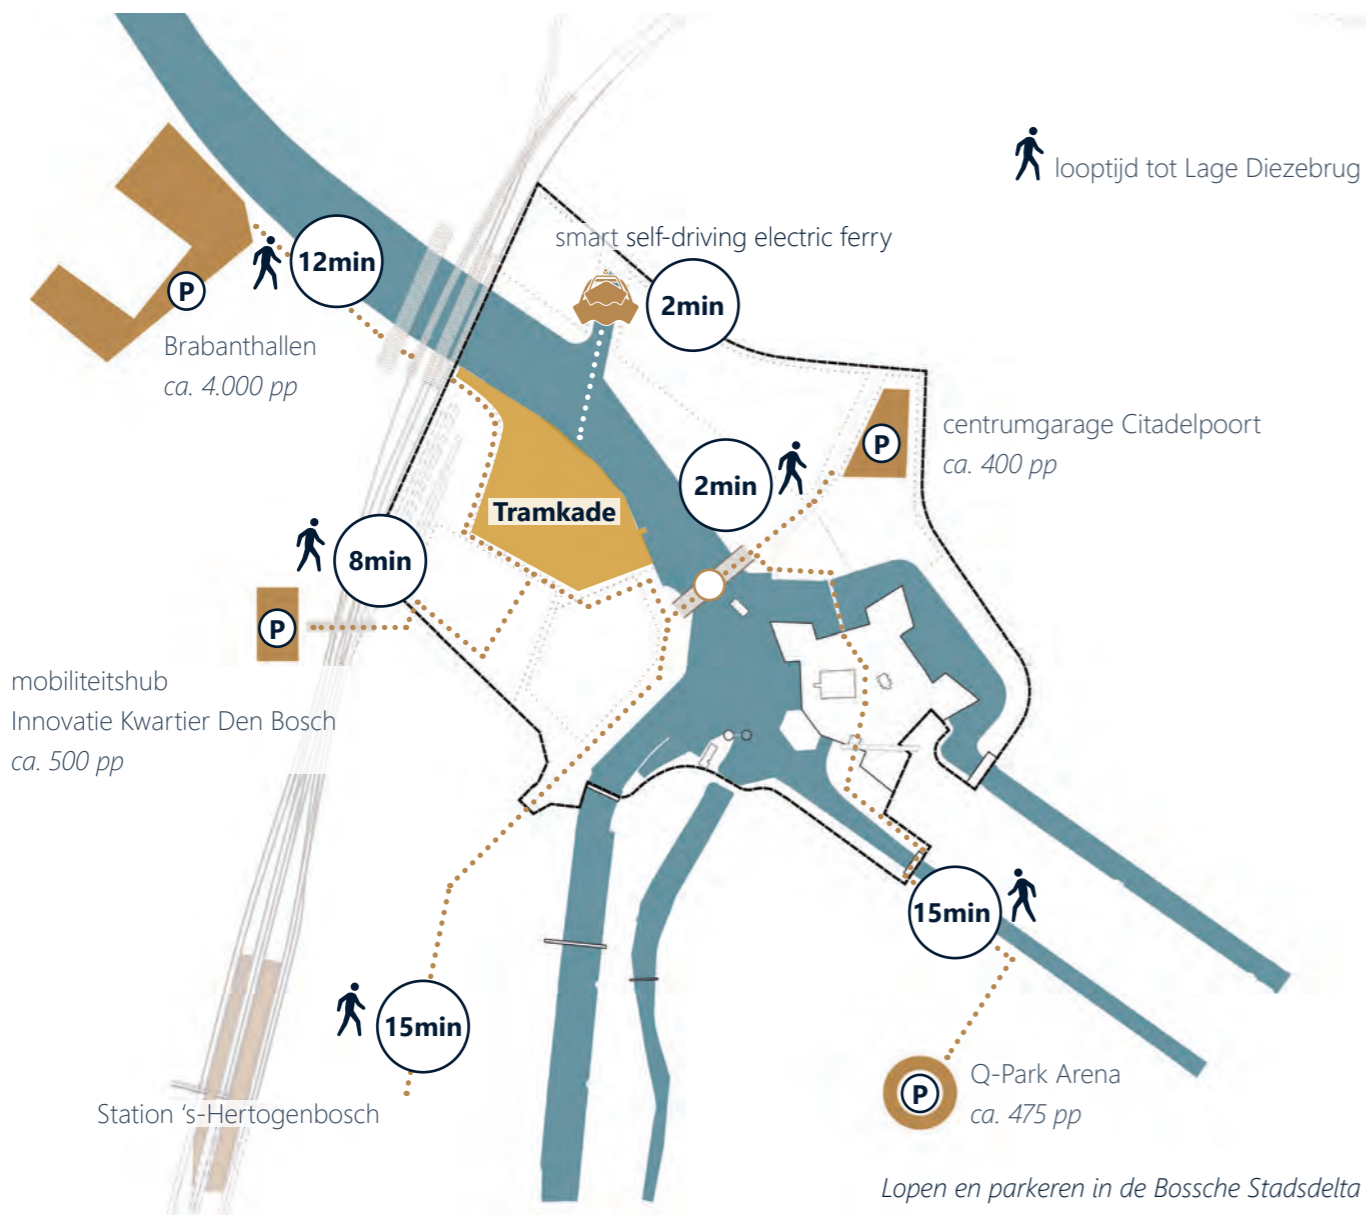 looptijd tot Lage Diezebrug
smart self-driving electric ferry
12min
2min
P
Brabanthallen
ca. 4.000 pp
centrumgarage Citadelpoort
ca. 400 pp
P
2min
Tramkade
8min
P
mobiliteitshub
Innovatie Kwartier Den Bosch
ca. 500 pp
15min
15min
Station ‘s-Hertogenbosch
P
Q-Park Arena
ca. 475 pp
Lopen en parkeren in de Bossche Stadsdelta